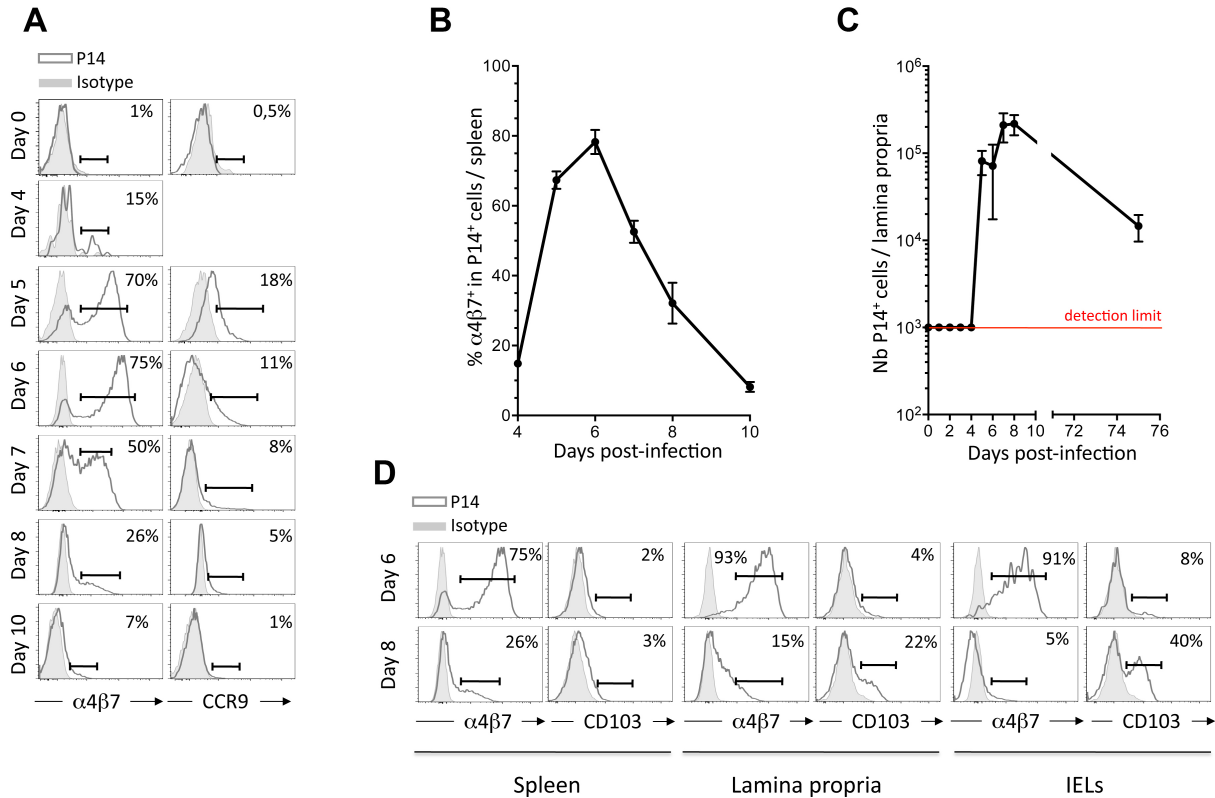 A
P14
Isotype
Day 0
1%
0,5%
Day 4
15%
Day 5
70%
18%
Day 6
75%
11%
Day 7
50%
8%
Day 8
26%
5%
Day 10
7%
1%
α4β7
CCR9
B
% α4β7+ in P14+ cells / spleen
100
80
60
40
20
0
4
6
8
10
Days post-infection
C
Nb P14+ cells / lamina propria
10^6
10^5
10^4
10^3
10^2
detection limit
0
2
4
6
8
10
72
74
76
Days post-infection
D
P14
Isotype
Day 6
75%
2%
93%
4%
91%
8%
Day 8
26%
3%
15%
22%
5%
40%
α4β7
CD103
α4β7
CD103
α4β7
CD103
Spleen
Lamina propria
IELs